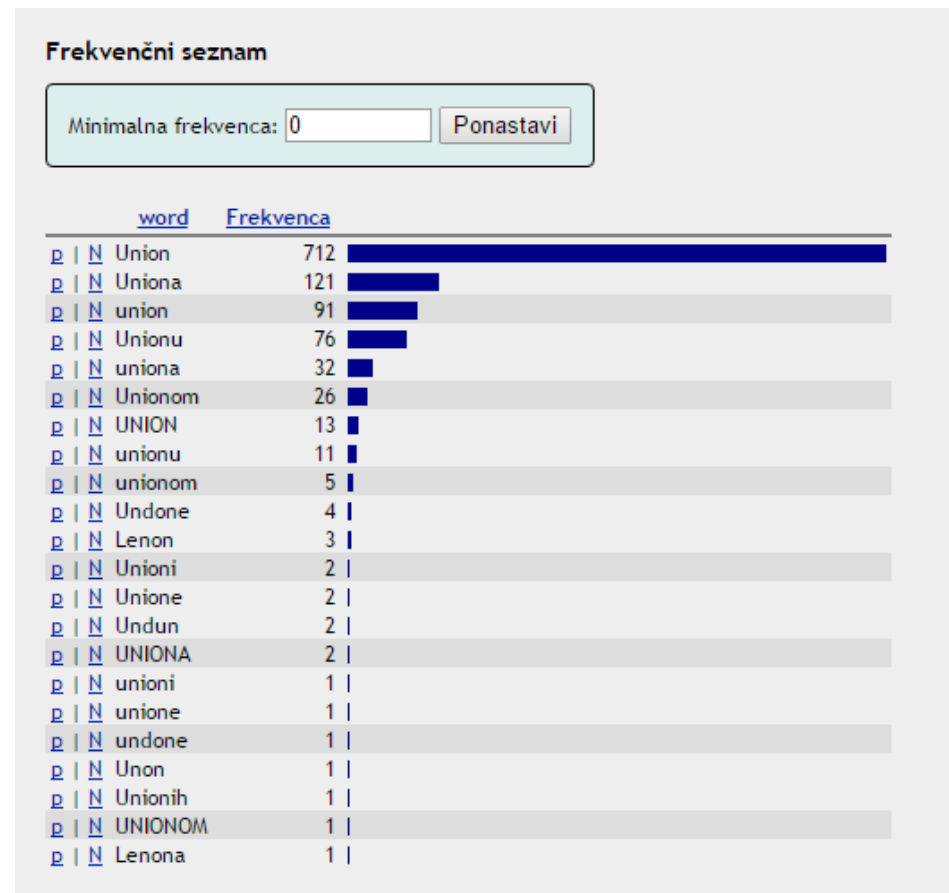 Frekvenčni seznam
Minimalna frekvenca: 0 Ponastavi
word Frekvenca
p | N Union 712
p | N Uniona 121
p | N union 91
p | N Unionu 76
p | N uniona 32
p | N Unionom 26
p | N UNION 13
p | N unionu 11
p | N unionom 5
p | N Undone 4
p | N Lenon 3
p | N Unioni 2
p | N Unione 2
p | N Undun 2
p | N UNIONA 2
p | N unioni 1
p | N unione 1
p | N undone 1
p | N Unon 1
p | N Unionih 1
p | N UNIONOM 1
p | N Lenona 1